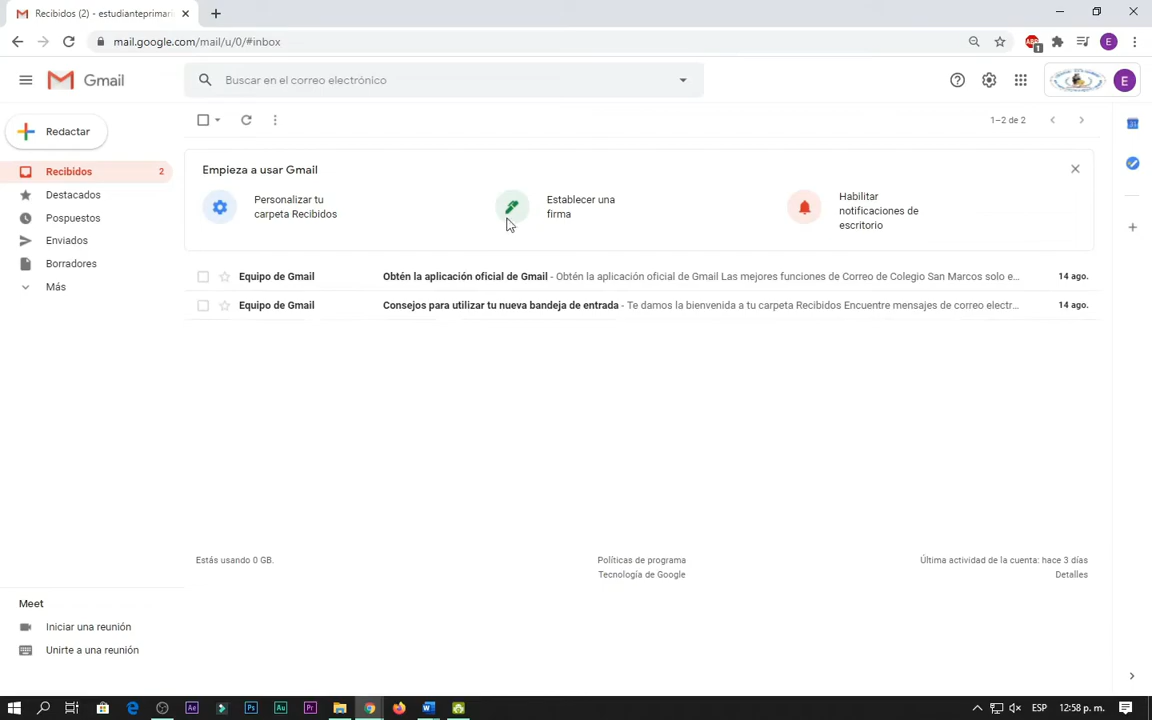 Recibidos (2) - estudianteprimari
mail.google.com/mail/u/0/#inbox
E
Gmail
Buscar en el correo electrónico
E
Redactar
1–2 de 2
Recibidos 2
Destacados
Pospuestos
Enviados
Borradores
Más
Empieza a usar Gmail
Personalizar tu
carpeta Recibidos
Establecer una
firma
Habilitar
notificaciones de
escritorio
Equipo de Gmail Obtén la aplicación oficial de Gmail - Obtén la aplicación oficial de Gmail Las mejores funciones de Correo de Colegio San Marcos solo e... 14 ago.
Equipo de Gmail Consejos para utilizar tu nueva bandeja de entrada - Te damos la bienvenida a tu carpeta Recibidos Encuentre mensajes de correo electr... 14 ago.
Estás usando 0 GB.
Políticas de programa
Tecnología de Google
Última actividad de la cuenta: hace 3 días
Detalles
Meet
Iniciar una reunión
Unirte a una reunión
Ae Ps Au Pr
ESP 12:58 p. m.